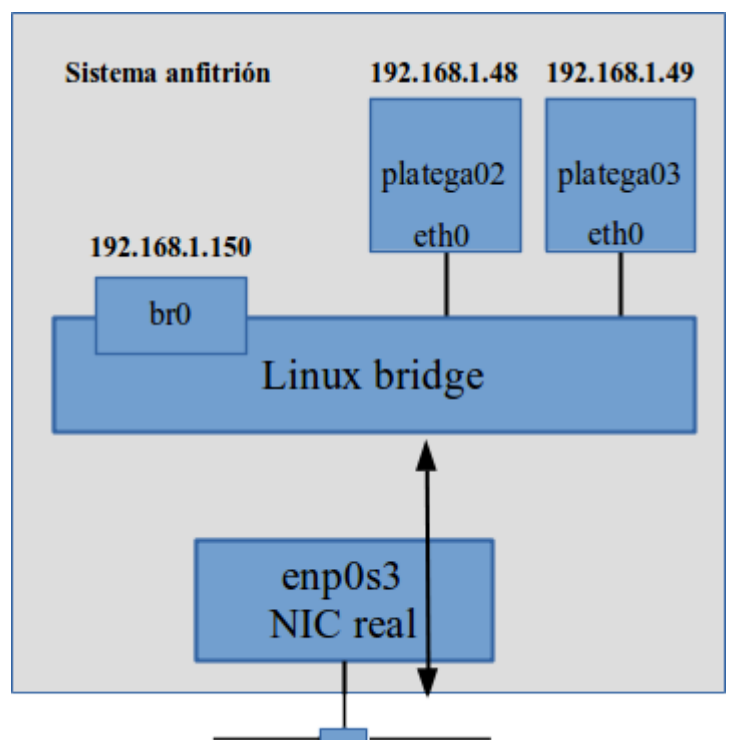 Sistema anfitrión
192.168.1.48
192.168.1.49
platega02
platega03
eth0
eth0
192.168.1.150
br0
Linux bridge
enp0s3
NIC real